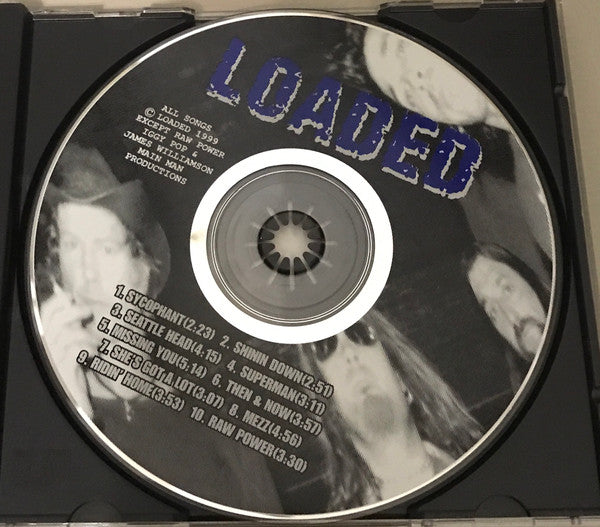 LOADED
ALL SONGS
© LOADED 1999
EXCEPT RAW POWER
IGGY POP &
JAMES WILLIAMSON
MAIN MAN
PRODUCTIONS
1. SYCOPHANT(2:23) 2. SHININ DOWN(2:51)
3. SEATTLE HEAD(4:15) 4. SUPERMAN(3:11)
5. MISSING YOU(5:14) 6. THEN & NOW(3:57)
7. SHE'S GOT A LOT(3:07) 8. MEZZ(4:56)
9. RIDIN' HOME(3:53) 10. RAW POWER(3:30)